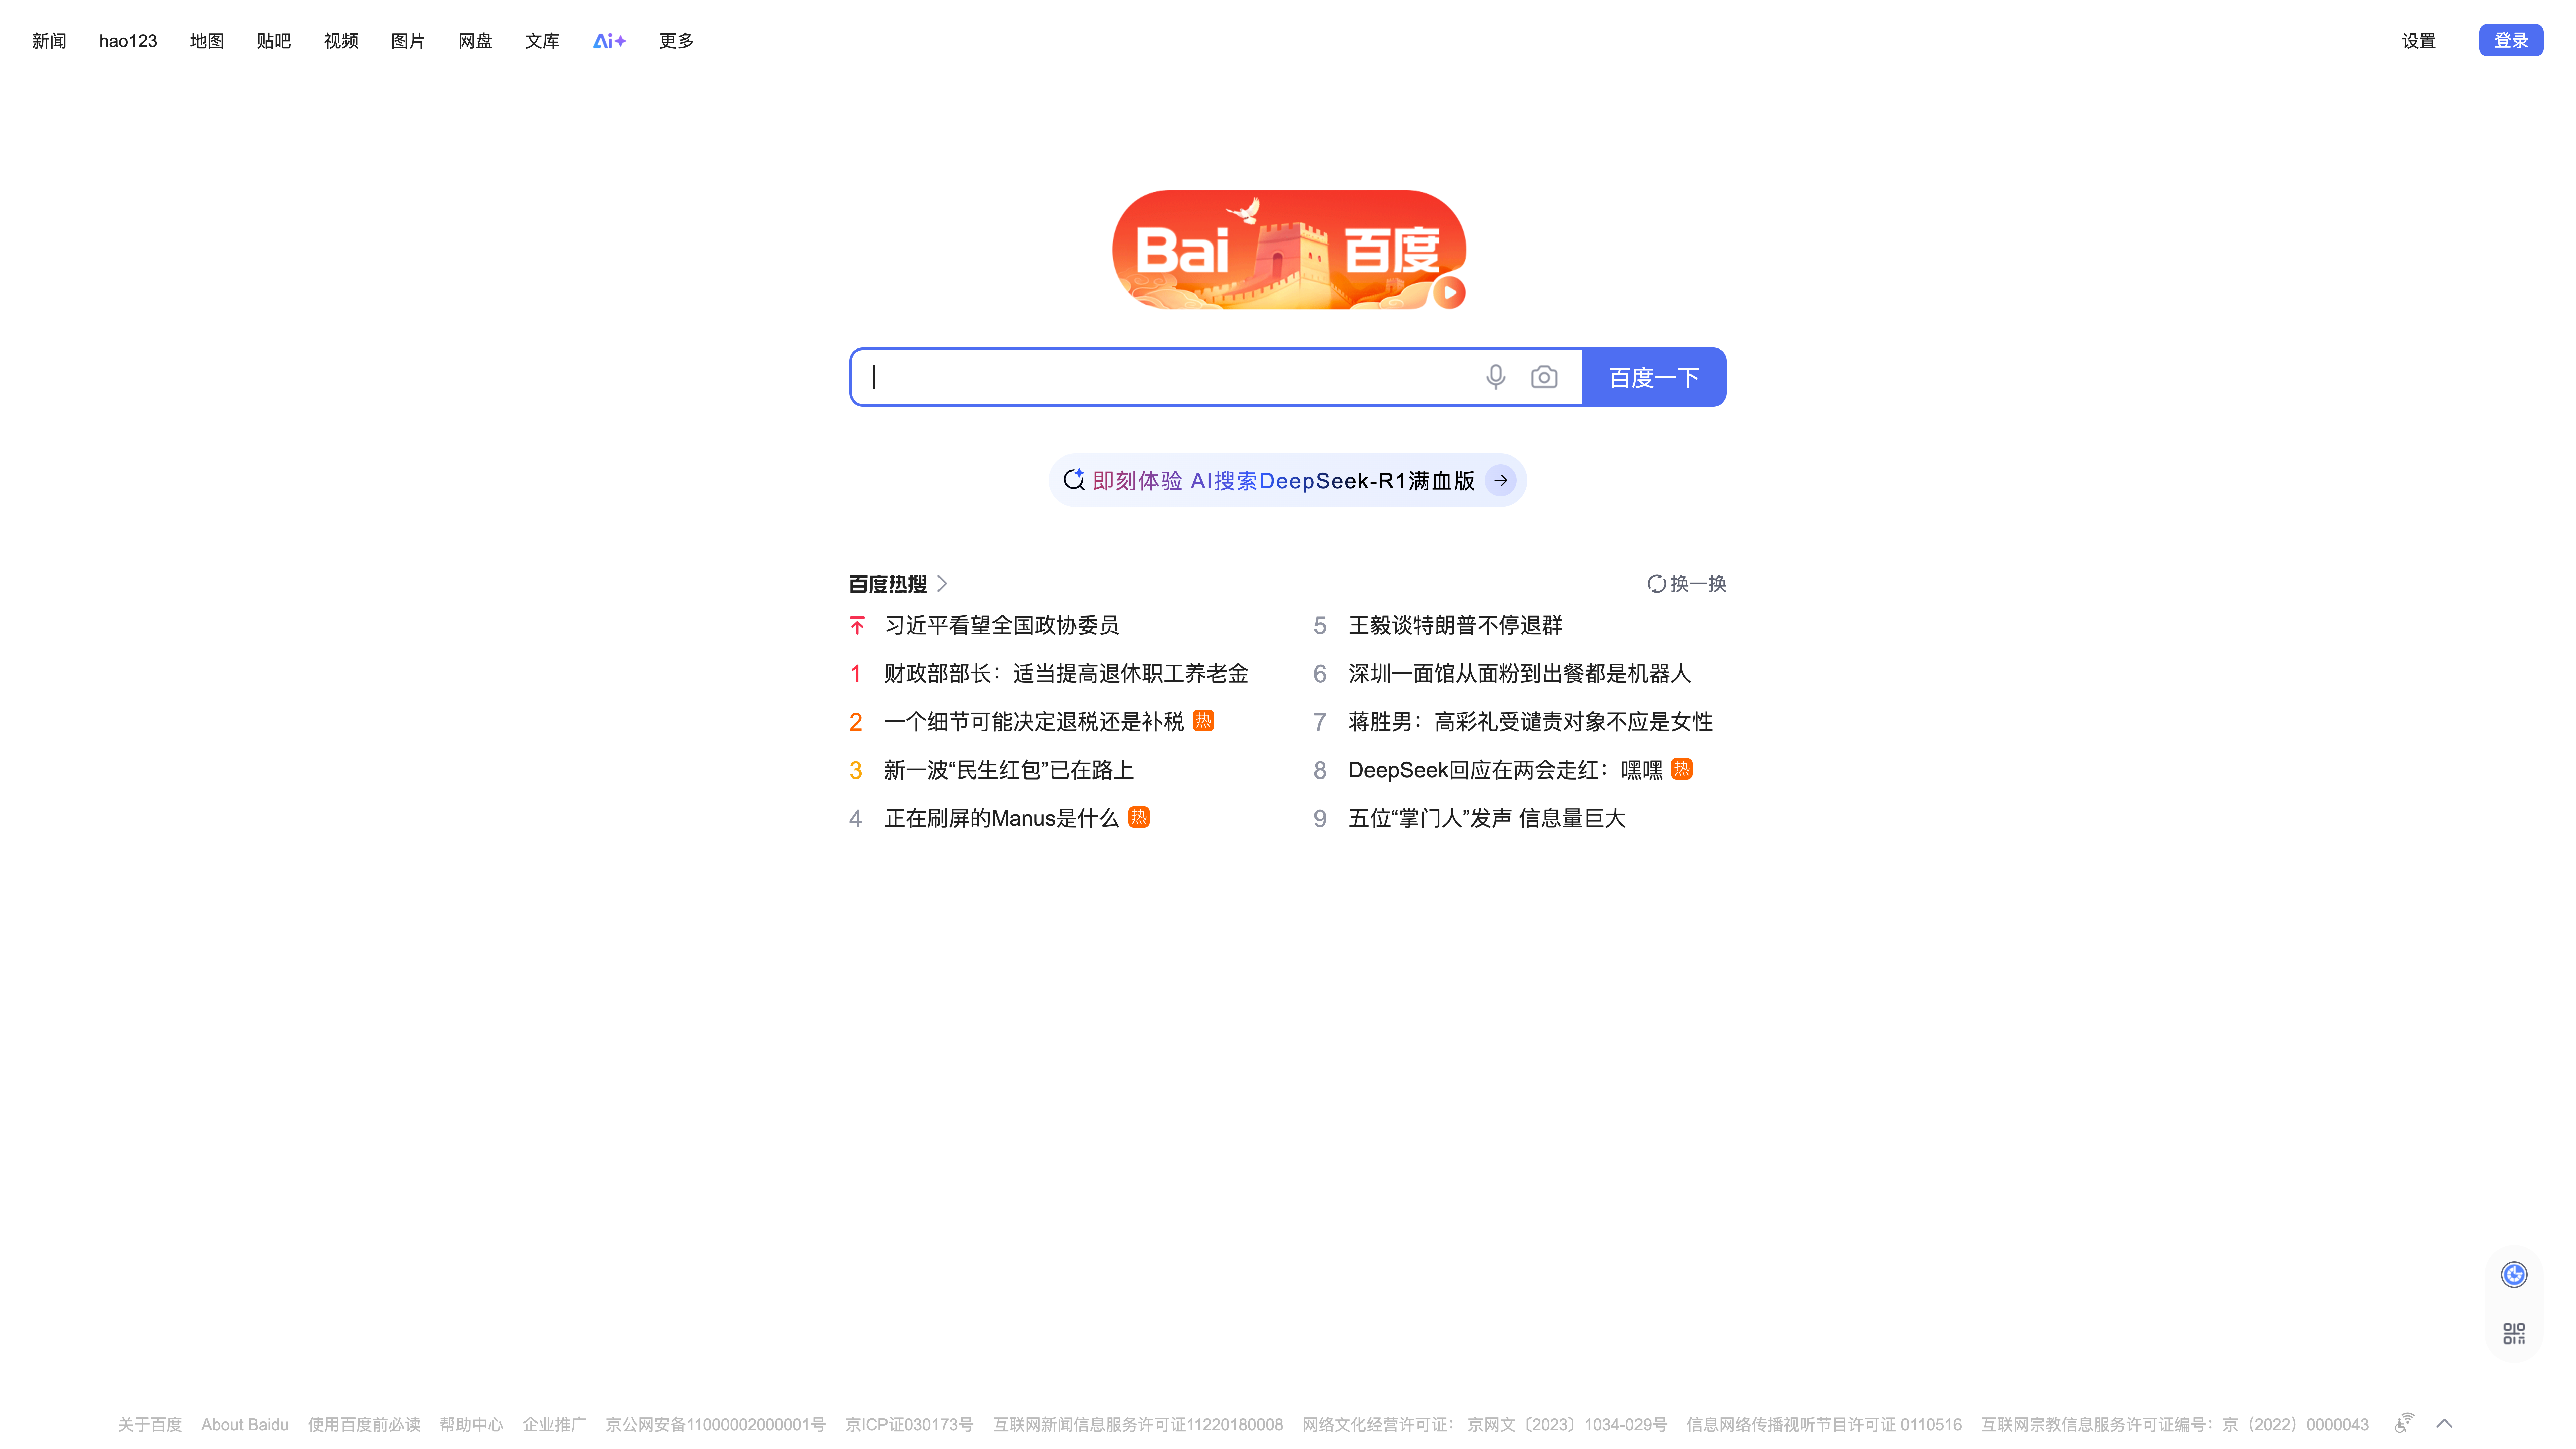 新闻 hao123 地图 贴吧 视频 图片 网盘 文库 Ai+ 更多 设置 登录
Bai 百度
百度一下
即刻体验 AI搜索DeepSeek-R1满血版
百度热搜 换一换
习近平看望全国政协委员
1 财政部部长：适当提高退休职工养老金
2 一个细节可能决定退税还是补税 热
3 新一波“民生红包”已在路上
4 正在刷屏的Manus是什么 热
5 王毅谈特朗普不停退群
6 深圳一面馆从面粉到出餐都是机器人
7 蒋胜男：高彩礼受谴责对象不应是女性
8 DeepSeek回应在两会走红：嘿嘿 热
9 五位“掌门人”发声 信息量巨大
关于百度 About Baidu 使用百度前必读 帮助中心 企业推广 京公网安备11000002000001号 京ICP证030173号 互联网新闻信息服务许可证11220180008 网络文化经营许可证： 京网文〔2023〕1034-029号 信息网络传播视听节目许可证 0110516 互联网宗教信息服务许可证编号：京（2022）0000043